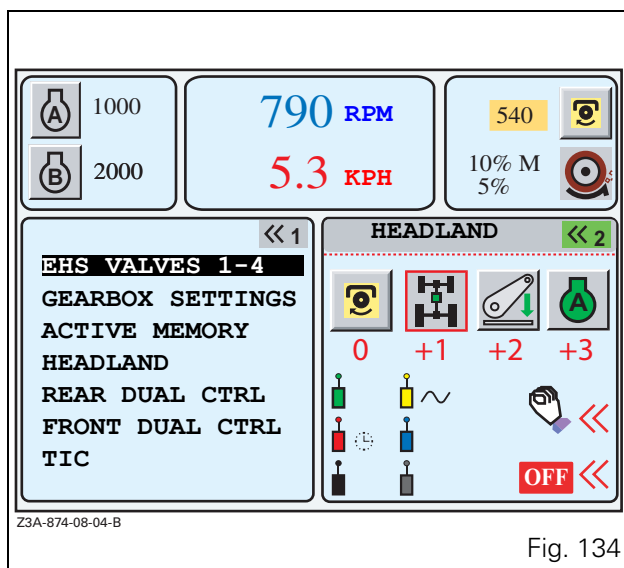 A 1000
B 2000
790 RPM
5.3 KPH
540
10% M
5%
<< 1
EHS VALVES 1-4
GEARBOX SETTINGS
ACTIVE MEMORY
HEADLAND
REAR DUAL CTRL
FRONT DUAL CTRL
TIC
HEADLAND << 2
A
0 +1 +2 +3
<<
OFF <<
Z3A-874-08-04-B
Fig. 134